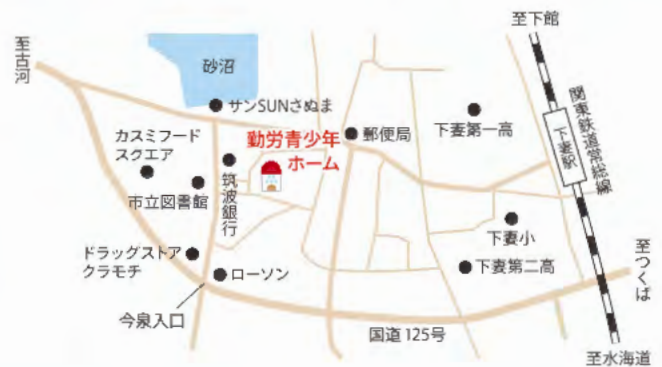 至下館
至古河
砂沼
サンSUNさぬま
カスミフード
スクエア
勤労青少年
ホーム
郵便局
下妻第一高
関東鉄道常総線
下妻駅
市立図書館
筑波銀行
下妻小
ドラッグストア
クラモチ
ローソン
下妻第二高
至つくば
今泉入口
国道125号
至水海道